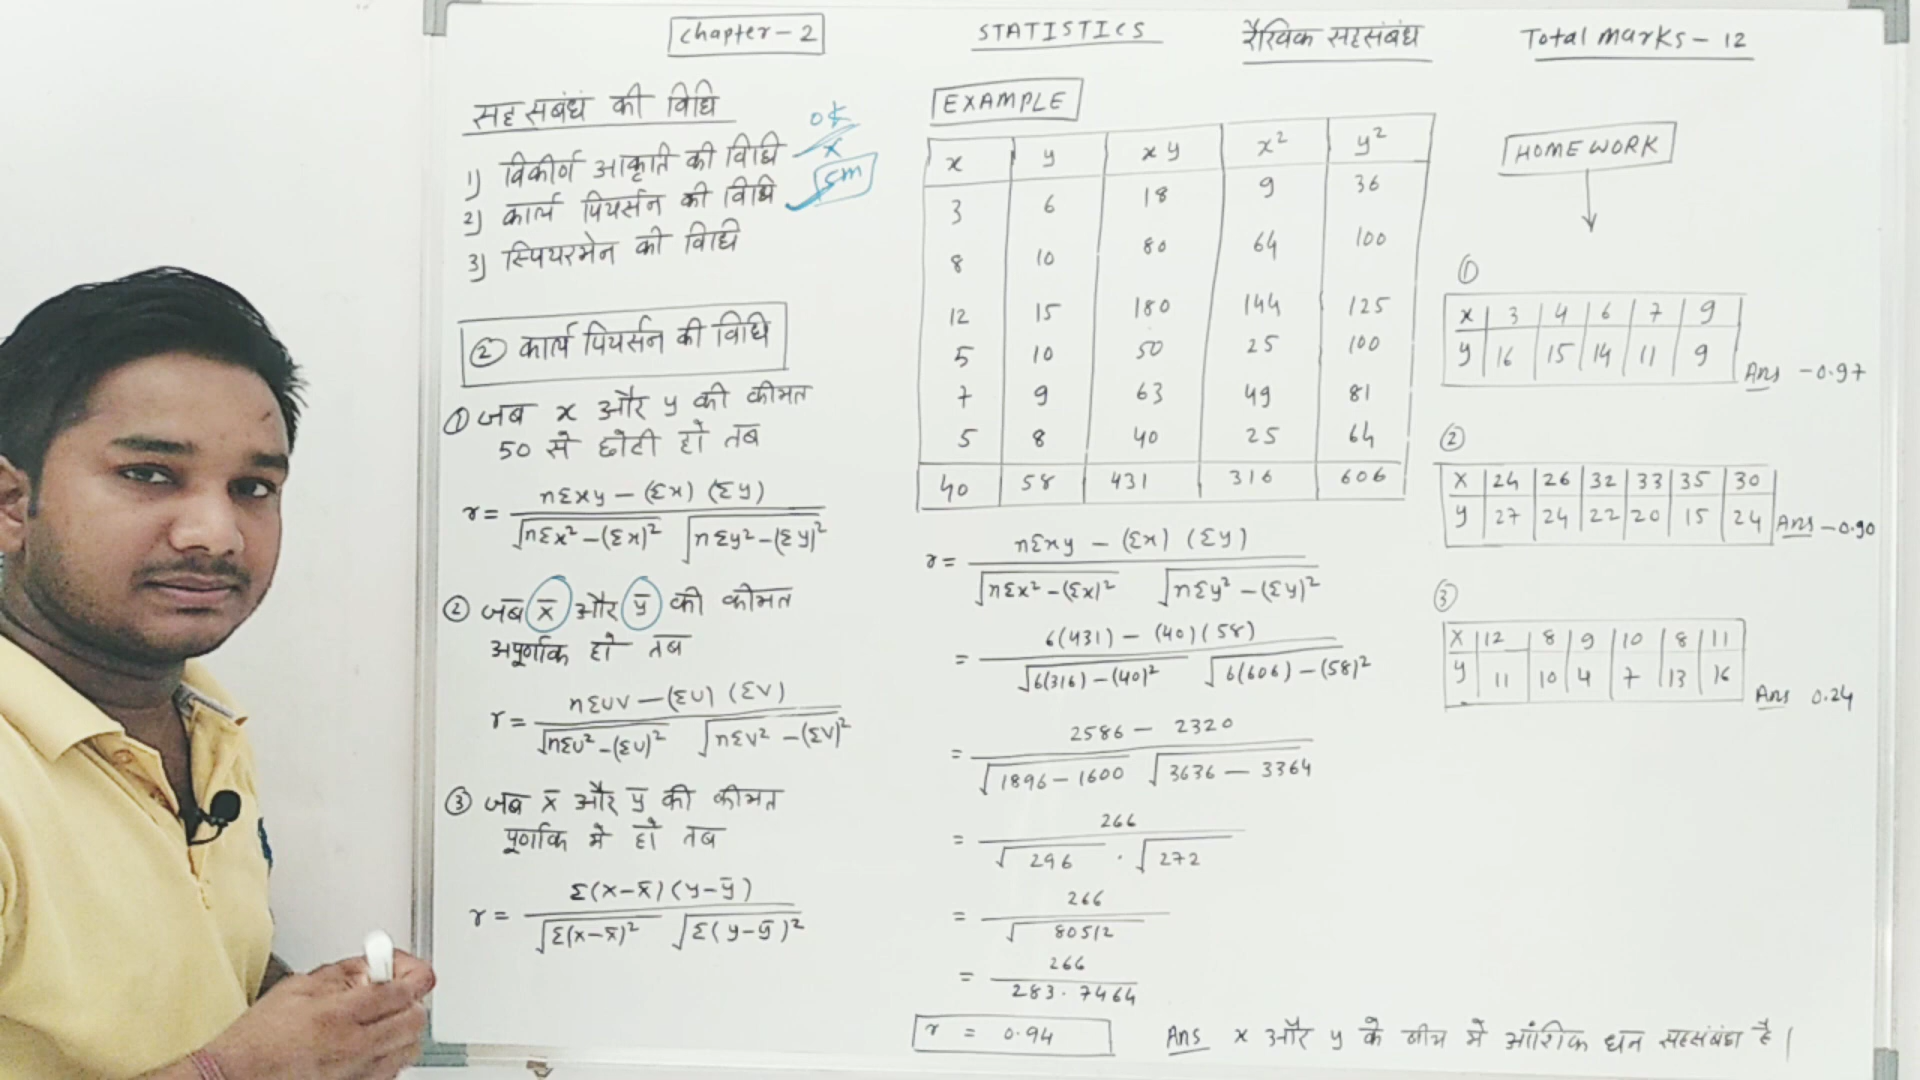 Chapter-2
STATISTICS
रैखिक सहसंबंध
Total marks - 12
सहसबंधं की विधि
1) विकीर्ण आकृति की विधि
2) कार्ल पियर्सन की विधि
3) स्पियरमेन की विधि
ok
x
5m
② कार्ल पियर्सन की विधि
① जब x और y की कीमत
50 से छोटी हो तब
r = nΣxy - (Σx) (Σy) / √nΣx² - (Σx)² √nΣy² - (Σy)²
② जब x̄ और ȳ की कीमत
अपूर्णाक हो तब
r = nΣUV - (ΣU) (ΣV) / √nΣU² - (ΣU)² √nΣV² - (ΣV)²
③ जब x̄ और ȳ की कीमत
पूर्णाक मे हो तब
r = Σ(x-x̄) (y-ȳ) / √Σ(x-x̄)² √Σ(y-ȳ)²
EXAMPLE
x y xy x² y²
3 6 18 9 36
8 10 80 64 100
12 15 180 144 125
5 10 50 25 100
7 9 63 49 81
5 8 40 25 64
40 58 431 316 606
r = nΣxy - (Σx) (Σy) / √nΣx² - (Σx)² √nΣy² - (Σy)²
= 6(431) - (40)(58) / √6(316) - (40)² √6(606) - (58)²
= 2586 - 2320 / √1896 - 1600 √3636 - 3364
= 266 / √296 . √272
= 266 / √80512
= 266 / 283.7464
r = 0.94
Ans x और y के बीच मे आंशिक धन सहसंबंध है |
HOMEWORK
①
x 3 4 6 7 9
y 16 15 14 11 9
Ans -0.97
②
X 24 26 32 33 35 30
y 27 24 22 20 15 24
Ans -0.90
③
X 12 8 9 10 8 11
y 11 10 4 7 13 16
Ans 0.24